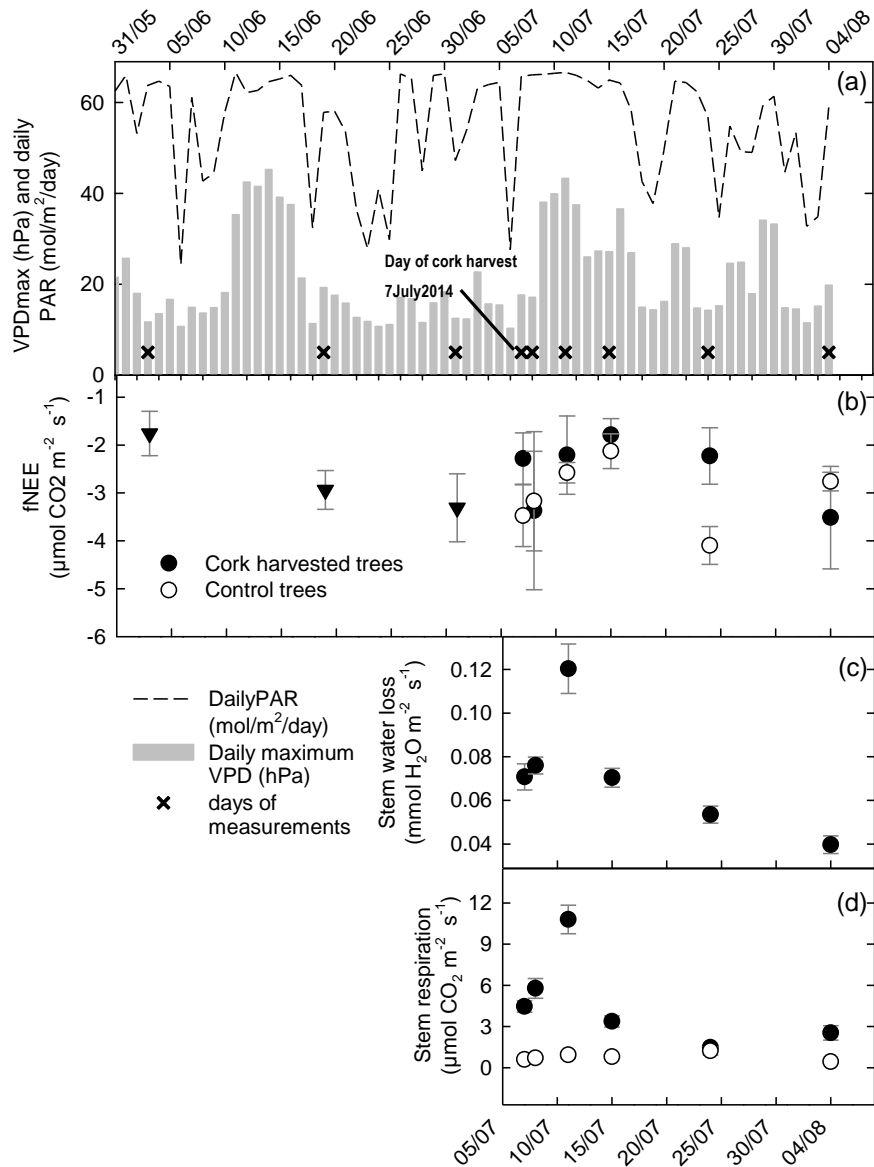 31/05 05/06 10/06 15/06 20/06 25/06 30/06 05/07 10/07 15/07 20/07 25/07 30/07 04/08
(a)
VPDmax (hPa) and daily
PAR (mol/m²/day)
60
40
20
0
Day of cork harvest
7July2014
(b)
fNEE
(µmol CO2 m⁻² s⁻¹)
-1
-2
-3
-4
-5
-6
Cork harvested trees
Control trees
DailyPAR
(mol/m²/day)
Daily maximum
VPD (hPa)
days of
measurements
(c)
Stem water loss
(mmol H₂O m⁻² s⁻¹)
0.12
0.10
0.08
0.06
0.04
(d)
Stem respiration
(µmol CO₂ m⁻² s⁻¹)
12
9
6
3
0
05/07 10/07 15/07 20/07 25/07 30/07 04/08